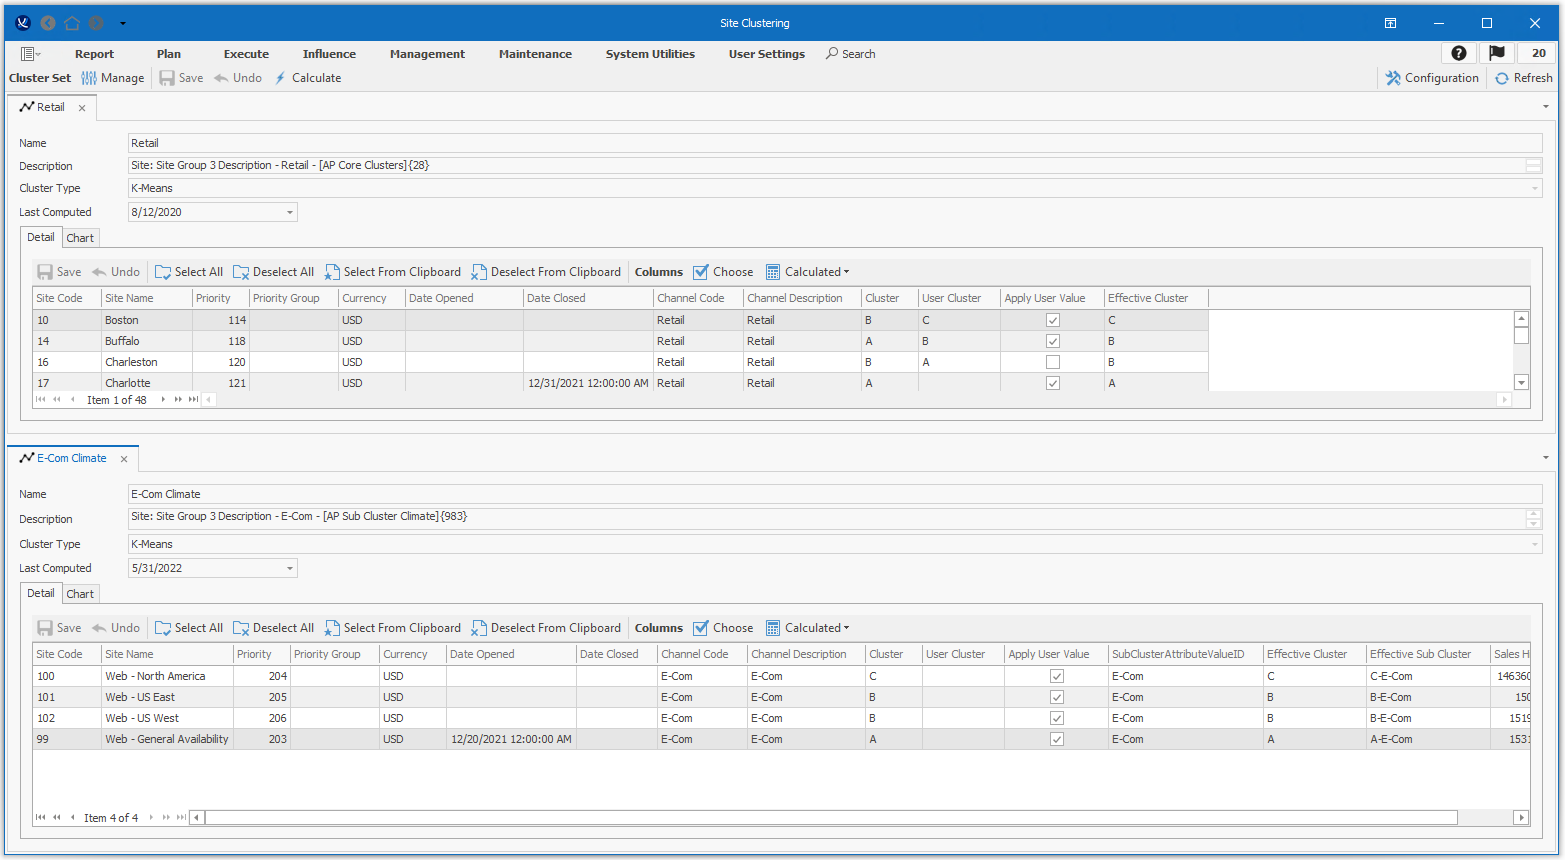 Site Clustering
Report Plan Execute Influence Management Maintenance System Utilities User Settings Search 20
Cluster Set Manage Save Undo Calculate Configuration Refresh
Retail
Name Retail
Description Site: Site Group 3 Description - Retail - [AP Core Clusters]{28}
Cluster Type K-Means
Last Computed 8/12/2020
Detail Chart
Save Undo Select All Deselect All Select From Clipboard Deselect From Clipboard Columns Choose Calculated
Site Code Site Name Priority Priority Group Currency Date Opened Date Closed Channel Code Channel Description Cluster User Cluster Apply User Value Effective Cluster
10 Boston 114 USD Retail Retail B C C
14 Buffalo 118 USD Retail Retail A B B
16 Charleston 120 USD Retail Retail B A B
17 Charlotte 121 USD 12/31/2021 12:00:00 AM Retail Retail A A
Item 1 of 48
E-Com Climate
Name E-Com Climate
Description Site: Site Group 3 Description - E-Com - [AP Sub Cluster Climate]{983}
Cluster Type K-Means
Last Computed 5/31/2022
Detail Chart
Save Undo Select All Deselect All Select From Clipboard Deselect From Clipboard Columns Choose Calculated
Site Code Site Name Priority Priority Group Currency Date Opened Date Closed Channel Code Channel Description Cluster User Cluster Apply User Value SubClusterAttributeValueID Effective Cluster Effective Sub Cluster Sales H
100 Web - North America 204 USD E-Com E-Com C E-Com C C-E-Com 146360
101 Web - US East 205 USD E-Com E-Com B E-Com B B-E-Com 150
102 Web - US West 206 USD E-Com E-Com B E-Com B B-E-Com 1519
99 Web - General Availability 203 USD 12/20/2021 12:00:00 AM E-Com E-Com A E-Com A A-E-Com 1531
Item 4 of 4